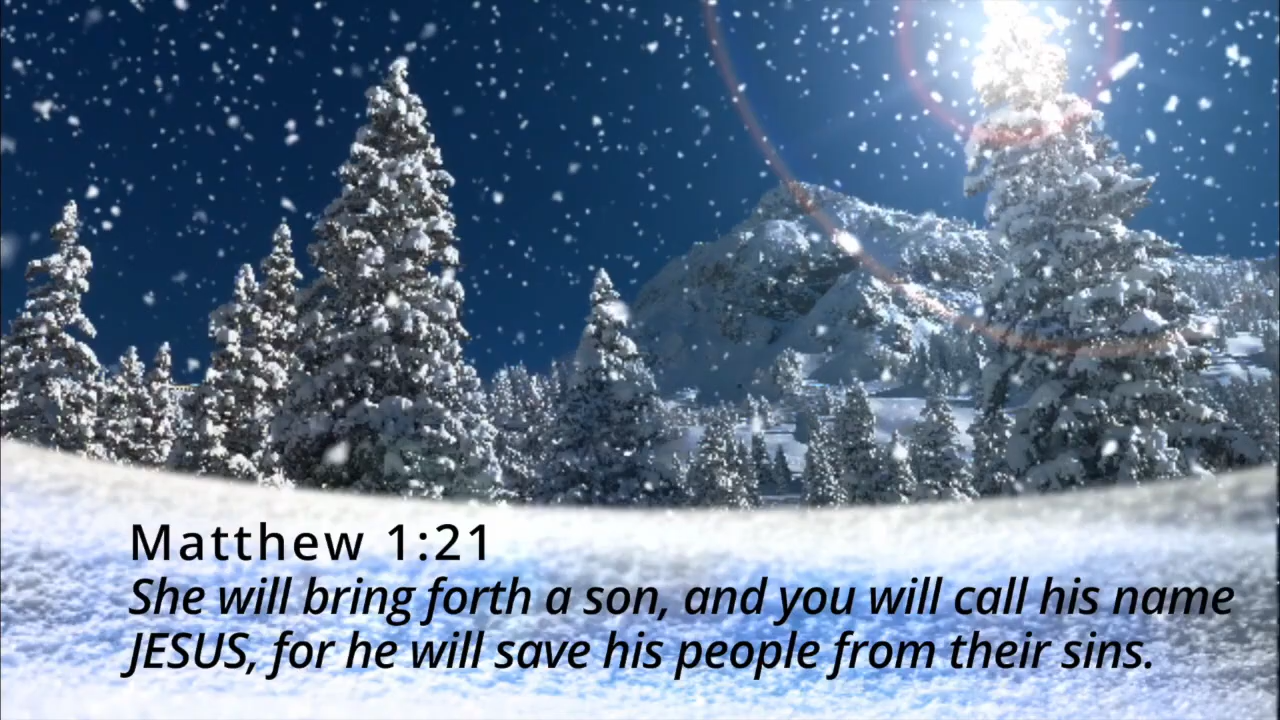 Matthew 1:21
She will bring forth a son, and you will call his name
JESUS, for he will save his people from their sins.